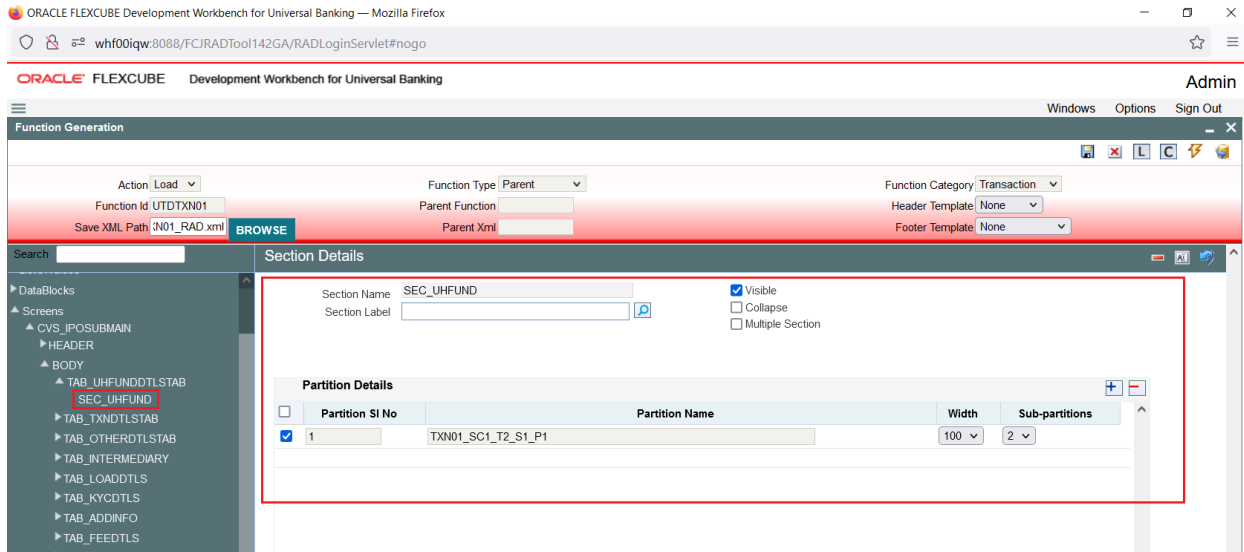 ORACLE FLEXCUBE Development Workbench for Universal Banking — Mozilla Firefox
whf00iqw:8088/FCJRADTool142GA/RADLoginServlet#nogo
ORACLE FLEXCUBE Development Workbench for Universal Banking
Admin
Windows Options Sign Out
Function Generation
L C
Action Load Function Type Parent Function Category Transaction
Function Id UTDTXN01 Parent Function Header Template None
Save XML Path N01_RAD.xml BROWSE Parent Xml Footer Template None
Search Section Details
DataBlocks
Screens
CVS_IPOSUBMAIN
HEADER
BODY
TAB_UHFUNDDTLSTAB
SEC_UHFUND
TAB_TXNDTLSTAB
TAB_OTHERDTLSTAB
TAB_INTERMEDIARY
TAB_LOADDTLS
TAB_KYCDTLS
TAB_ADDINFO
TAB_FEEDTLS
Section Name SEC_UHFUND Visible
Section Label Collapse
Multiple Section
Partition Details
Partition Sl No Partition Name Width Sub-partitions
1 TXN01_SC1_T2_S1_P1 100 2